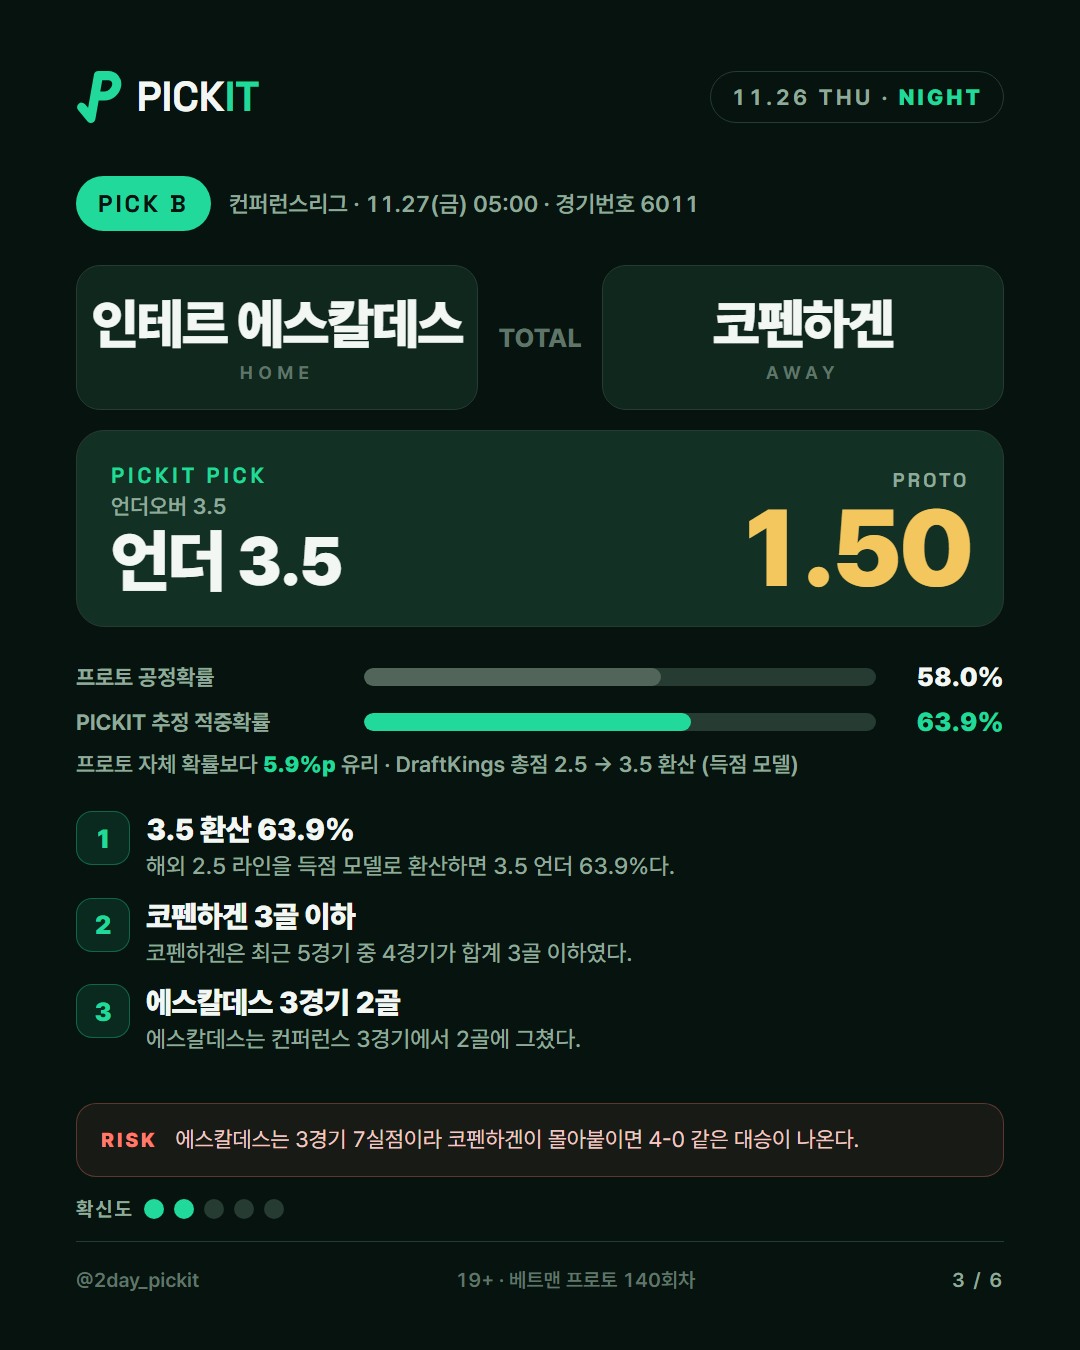 PICKIT
11.26 THU · NIGHT
PICK B
컨퍼런스리그 · 11.27(금) 05:00 · 경기번호 6011
인테르 에스칼데스
HOME
TOTAL
코펜하겐
AWAY
PICKIT PICK
언더오버 3.5
언더 3.5
PROTO
1.50
프로토 공정확률
58.0%
PICKIT 추정 적중확률
63.9%
프로토 자체 확률보다 5.9%p 유리 · DraftKings 총점 2.5 → 3.5 환산 (득점 모델)
1
3.5 환산 63.9%
해외 2.5 라인을 득점 모델로 환산하면 3.5 언더 63.9%다.
2
코펜하겐 3골 이하
코펜하겐은 최근 5경기 중 4경기가 합계 3골 이하였다.
3
에스칼데스 3경기 2골
에스칼데스는 컨퍼런스 3경기에서 2골에 그쳤다.
RISK 에스칼데스는 3경기 7실점이라 코펜하겐이 몰아붙이면 4-0 같은 대승이 나온다.
확신도
@2day_pickit
19+ · 베트맨 프로토 140회차
3 / 6